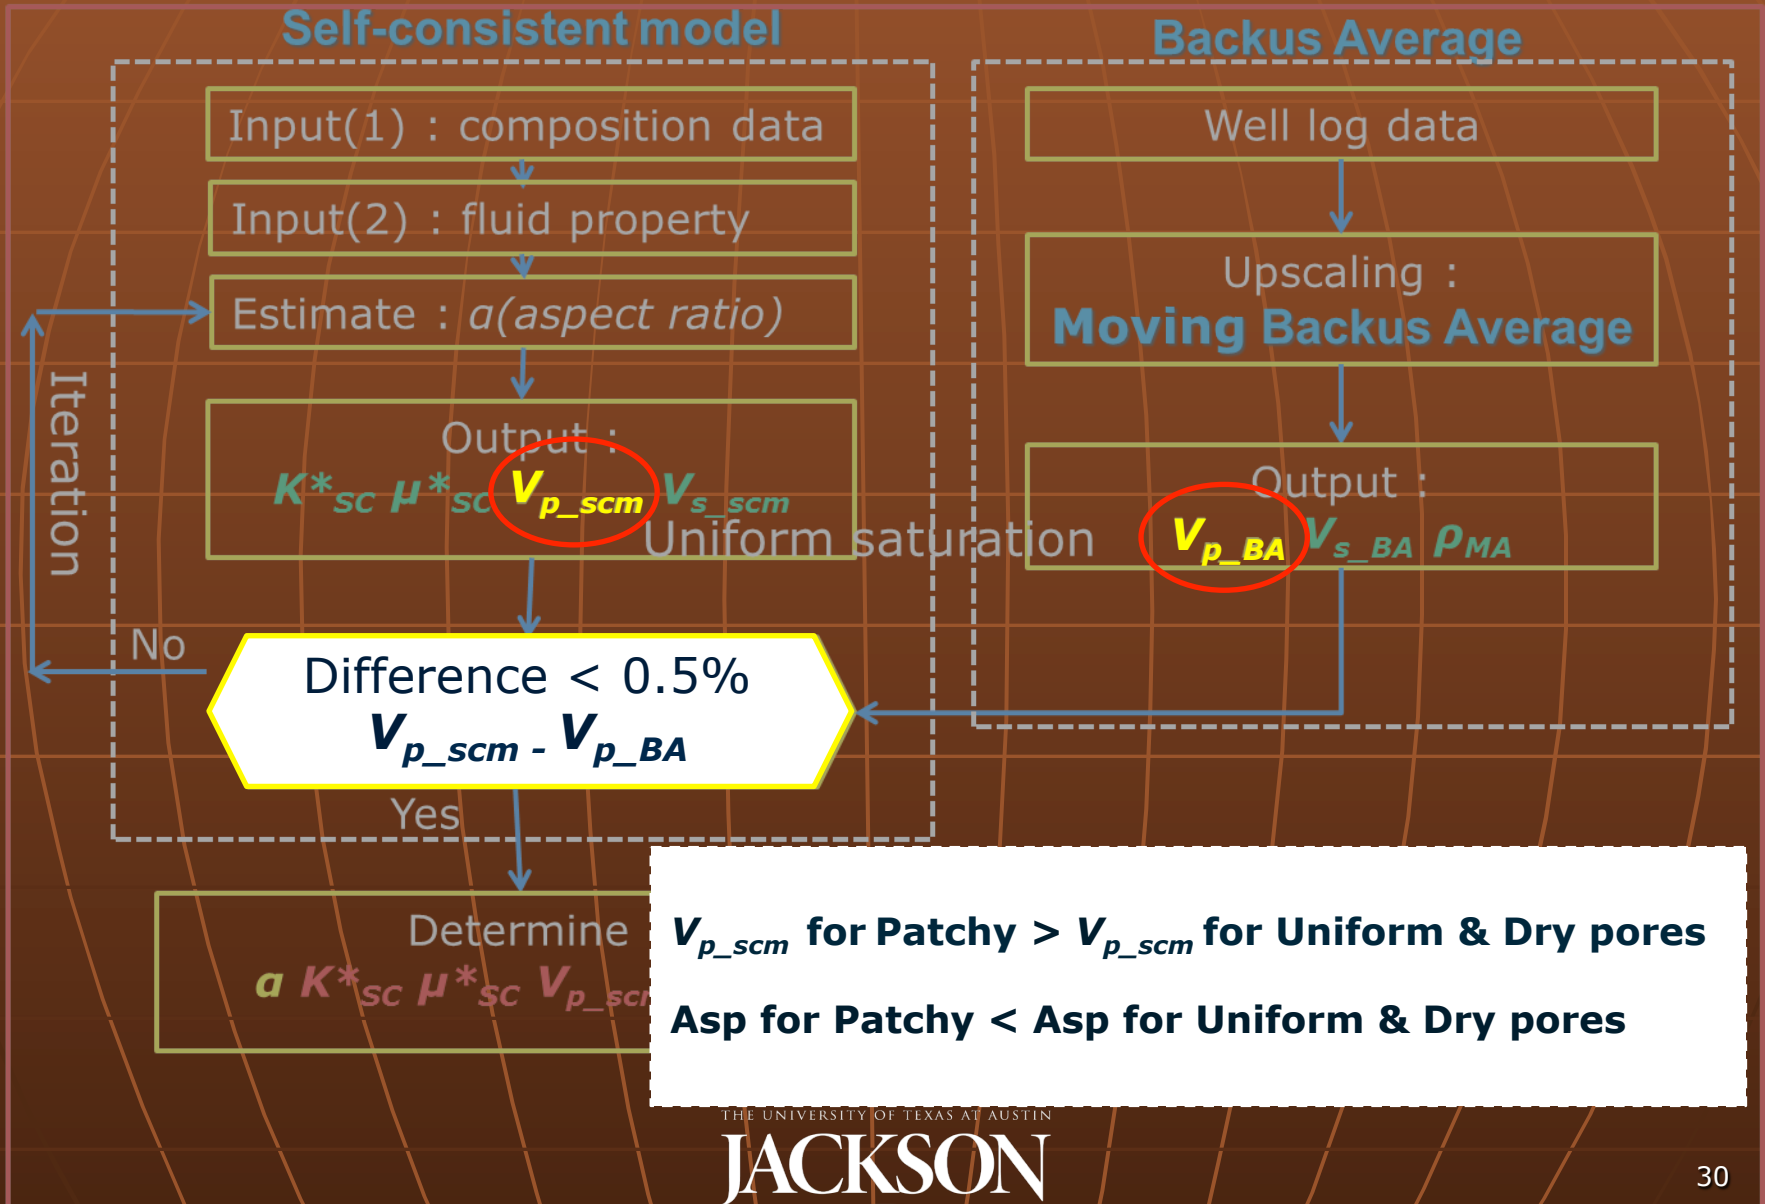 Self-consistent model
Input(1) : composition data
Input(2) : fluid property
Estimate : α(aspect ratio)
Output :
K*SC μ*SC Vp_scm Vs_scm
Uniform saturation
Iteration
No
Difference < 0.5%
Vp_scm - Vp_BA
Yes
Determine
α K*SC μ*SC Vp_scm
Backus Average
Well log data
Upscaling :
Moving Backus Average
Output :
Vp_BA Vs_BA ρMA
Vp_scm for Patchy > Vp_scm for Uniform & Dry pores
Asp for Patchy < Asp for Uniform & Dry pores
THE UNIVERSITY OF TEXAS AT AUSTIN
JACKSON
30